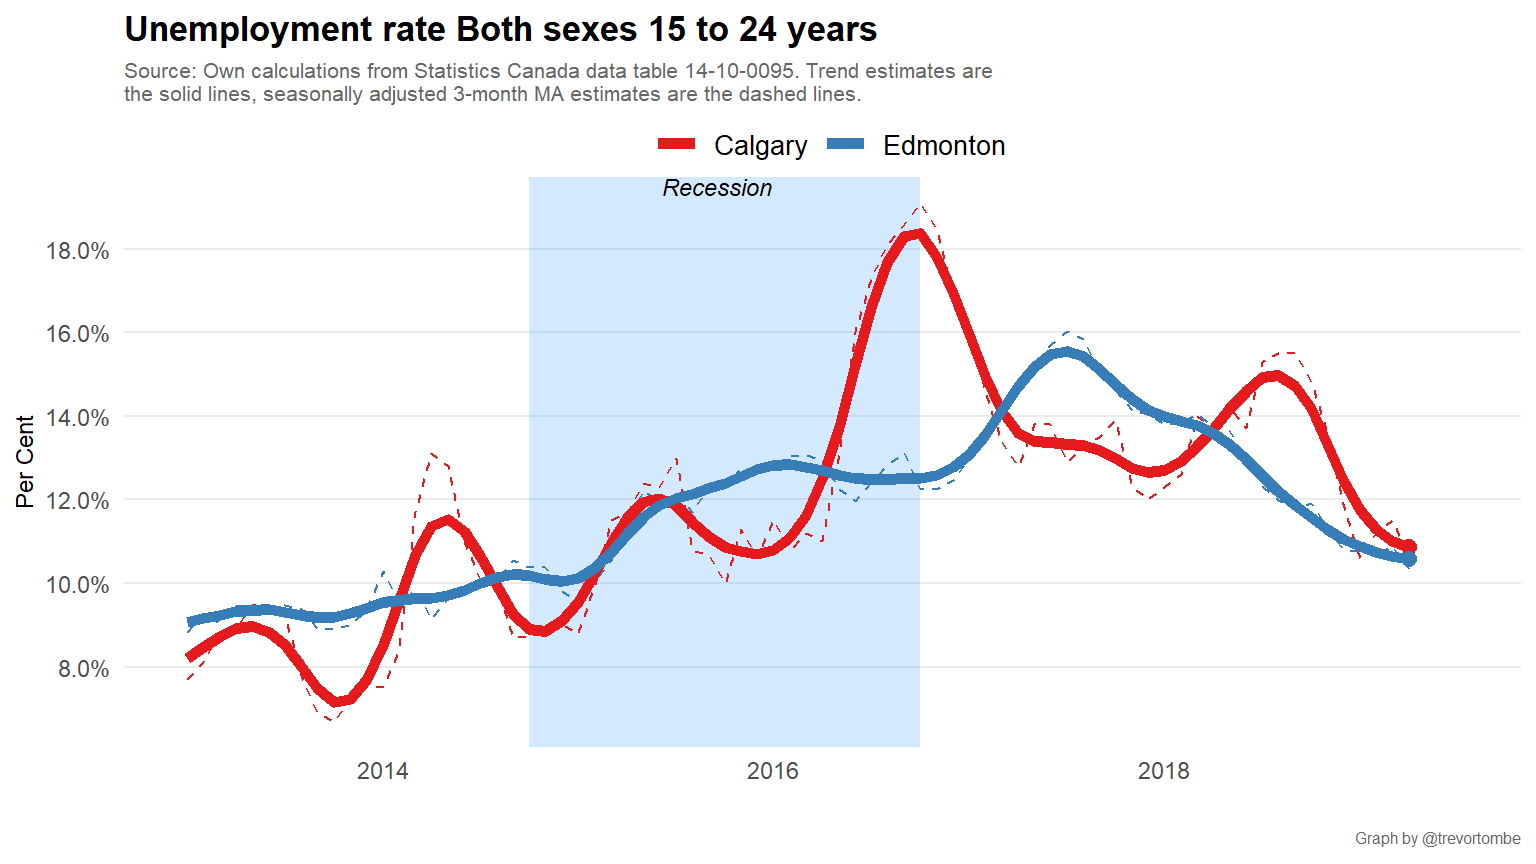 Unemployment rate Both sexes 15 to 24 years
Source: Own calculations from Statistics Canada data table 14-10-0095. Trend estimates are
the solid lines, seasonally adjusted 3-month MA estimates are the dashed lines.
Calgary Edmonton
Recession
18.0%
16.0%
14.0%
12.0%
10.0%
8.0%
Per Cent
2014 2016 2018
Graph by @trevortombe